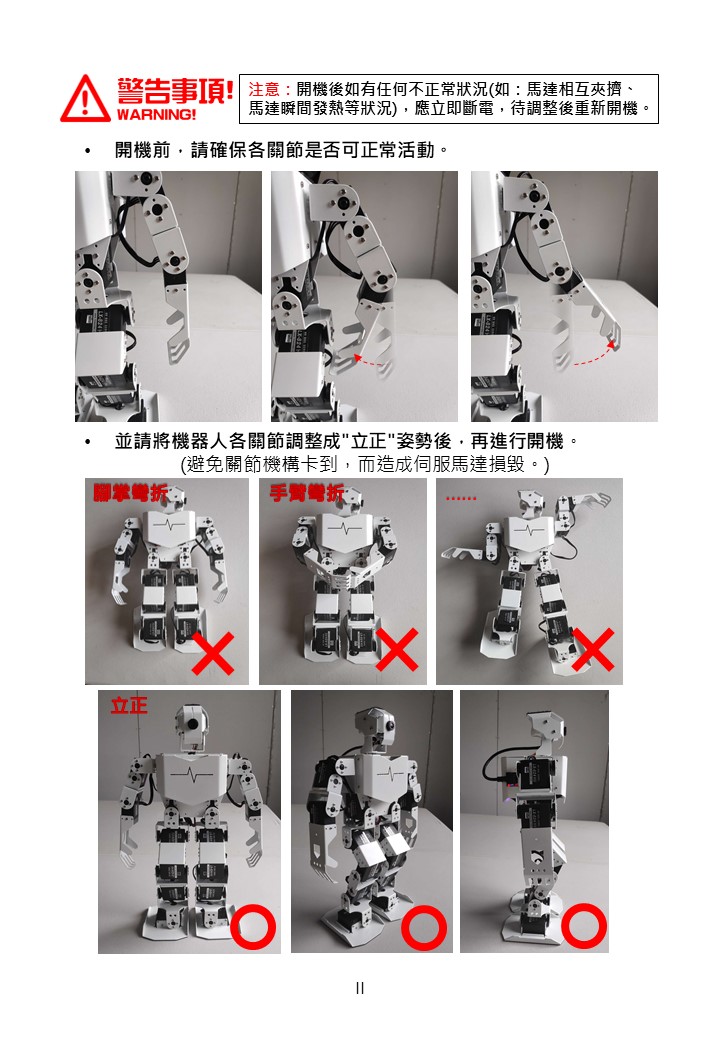 警告事項!
WARNING!
注意：開機後如有任何不正常狀況(如：馬達相互夾擠、
馬達瞬間發熱等狀況)，應立即斷電，待調整後重新開機。
• 開機前，請確保各關節是否可正常活動。
• 並請將機器人各關節調整成"立正"姿勢後，再進行開機。
(避免關節機構卡到，而造成伺服馬達損毀。)
腳掌彎折
手臂彎折
......
立正
II